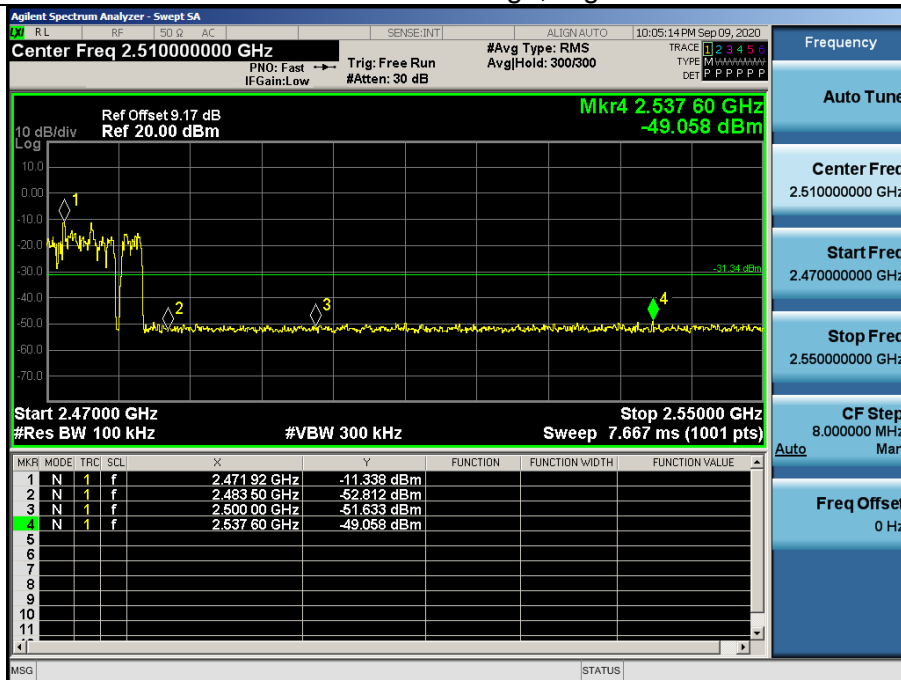 Agilent Spectrum Analyzer - Swept SA
LXI RL RF 50 Ω AC SENSE:INT ALIGN AUTO 10:05:14 PM Sep 09, 2020
Center Freq 2.510000000 GHz
PNO: Fast Trig: Free Run
IFGain:Low #Atten: 30 dB
#Avg Type: RMS
Avg|Hold: 300/300
TRACE 1 2 3 4 5 6
TYPE M
DET P P P P P P
Mkr4 2.537 60 GHz
-49.058 dBm
Ref Offset 9.17 dB
10 dB/div Ref 20.00 dBm
Log
10.0
0.00
-10.0
-20.0
-30.0
-40.0
-50.0
-60.0
-70.0
1
2
3
4
-31.34 dBm
Start 2.47000 GHz Stop 2.55000 GHz
#Res BW 100 kHz #VBW 300 kHz Sweep 7.667 ms (1001 pts)
MKR MODE TRC SCL X Y FUNCTION FUNCTION WIDTH FUNCTION VALUE
1 N 1 f 2.471 92 GHz -11.338 dBm
2 N 1 f 2.483 50 GHz -52.812 dBm
3 N 1 f 2.500 00 GHz -51.633 dBm
4 N 1 f 2.537 60 GHz -49.058 dBm
5
6
7
8
9
10
11
MSG STATUS
Frequency
Auto Tune
Center Freq
2.510000000 GHz
Start Freq
2.470000000 GHz
Stop Freq
2.550000000 GHz
CF Step
8.000000 MHz
Auto Man
Freq Offset
0 Hz